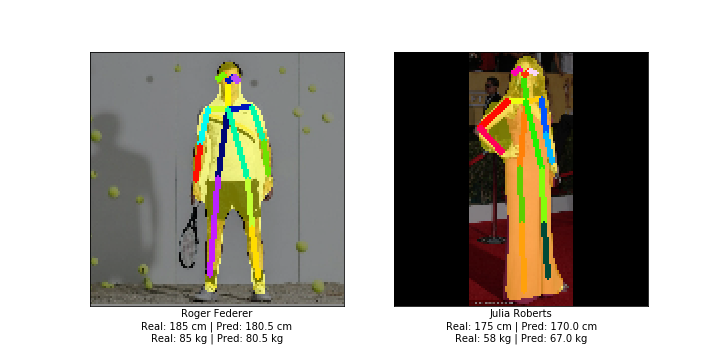 Roger Federer
Real: 185 cm | Pred: 180.5 cm
Real: 85 kg | Pred: 80.5 kg
Julia Roberts
Real: 175 cm | Pred: 170.0 cm
Real: 58 kg | Pred: 67.0 kg